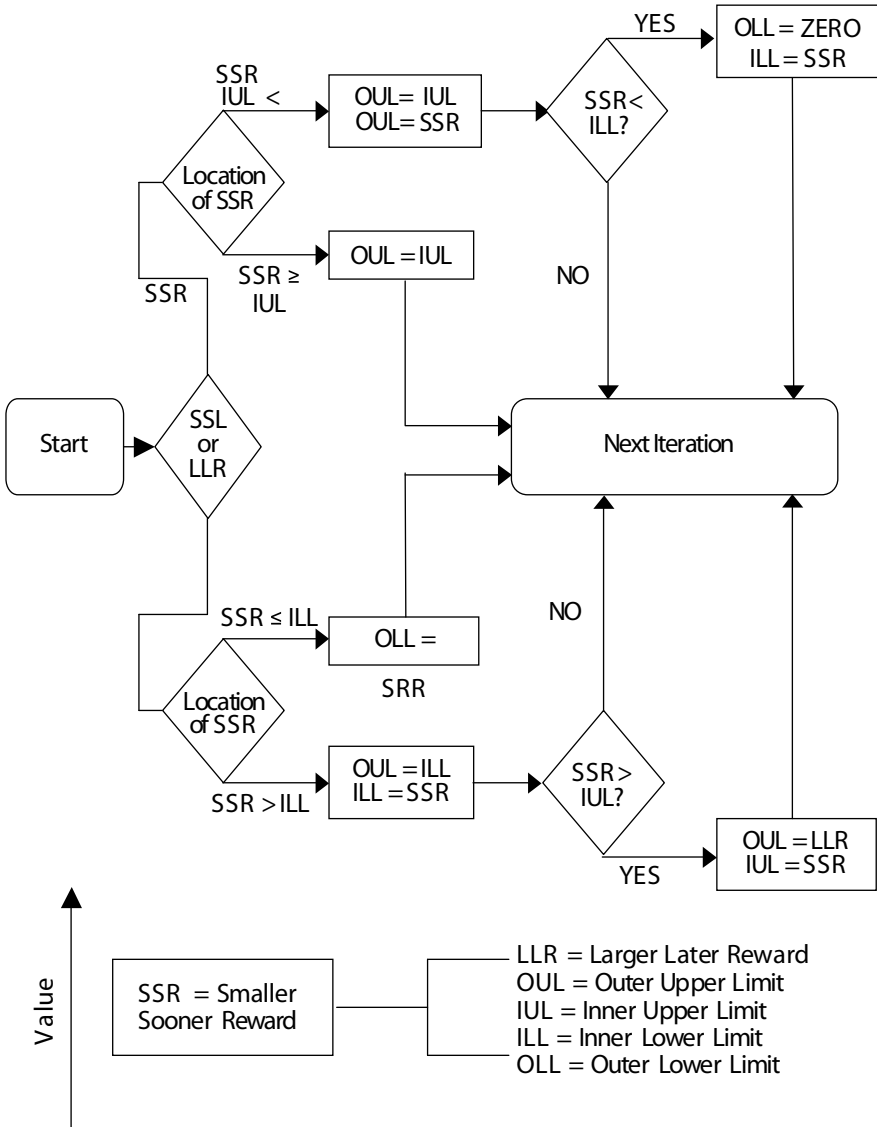 YES
OLL = ZERO
ILL = SSR
SSR
IUL <
OUL = IUL
OUL = SSR
SSR <
ILL?
Location
of SSR
SSR ≥
IUL
OUL = IUL
NO
SSR
Start
SSL
or
LLR
Next Iteration
SSR ≤ ILL
OLL =
SRR
NO
Location
of SSR
SSR > ILL
OUL = ILL
ILL = SSR
SSR >
IUL?
YES
OUL = LLR
IUL = SSR
Value
SSR = Smaller
Sooner Reward
LLR = Larger Later Reward
OUL = Outer Upper Limit
IUL = Inner Upper Limit
ILL = Inner Lower Limit
OLL = Outer Lower Limit